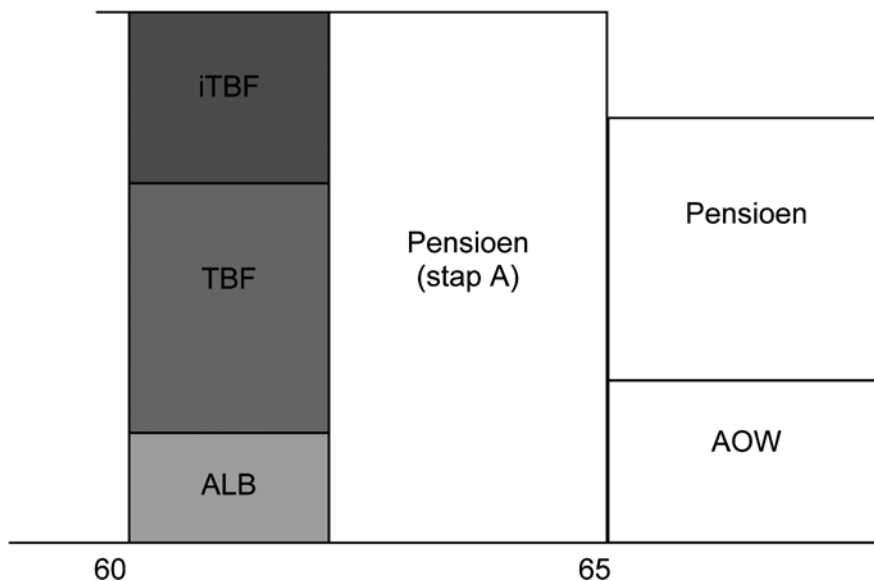 iTBF
TBF
ALB
Pensioen
(stap A)
Pensioen
AOW
60
65